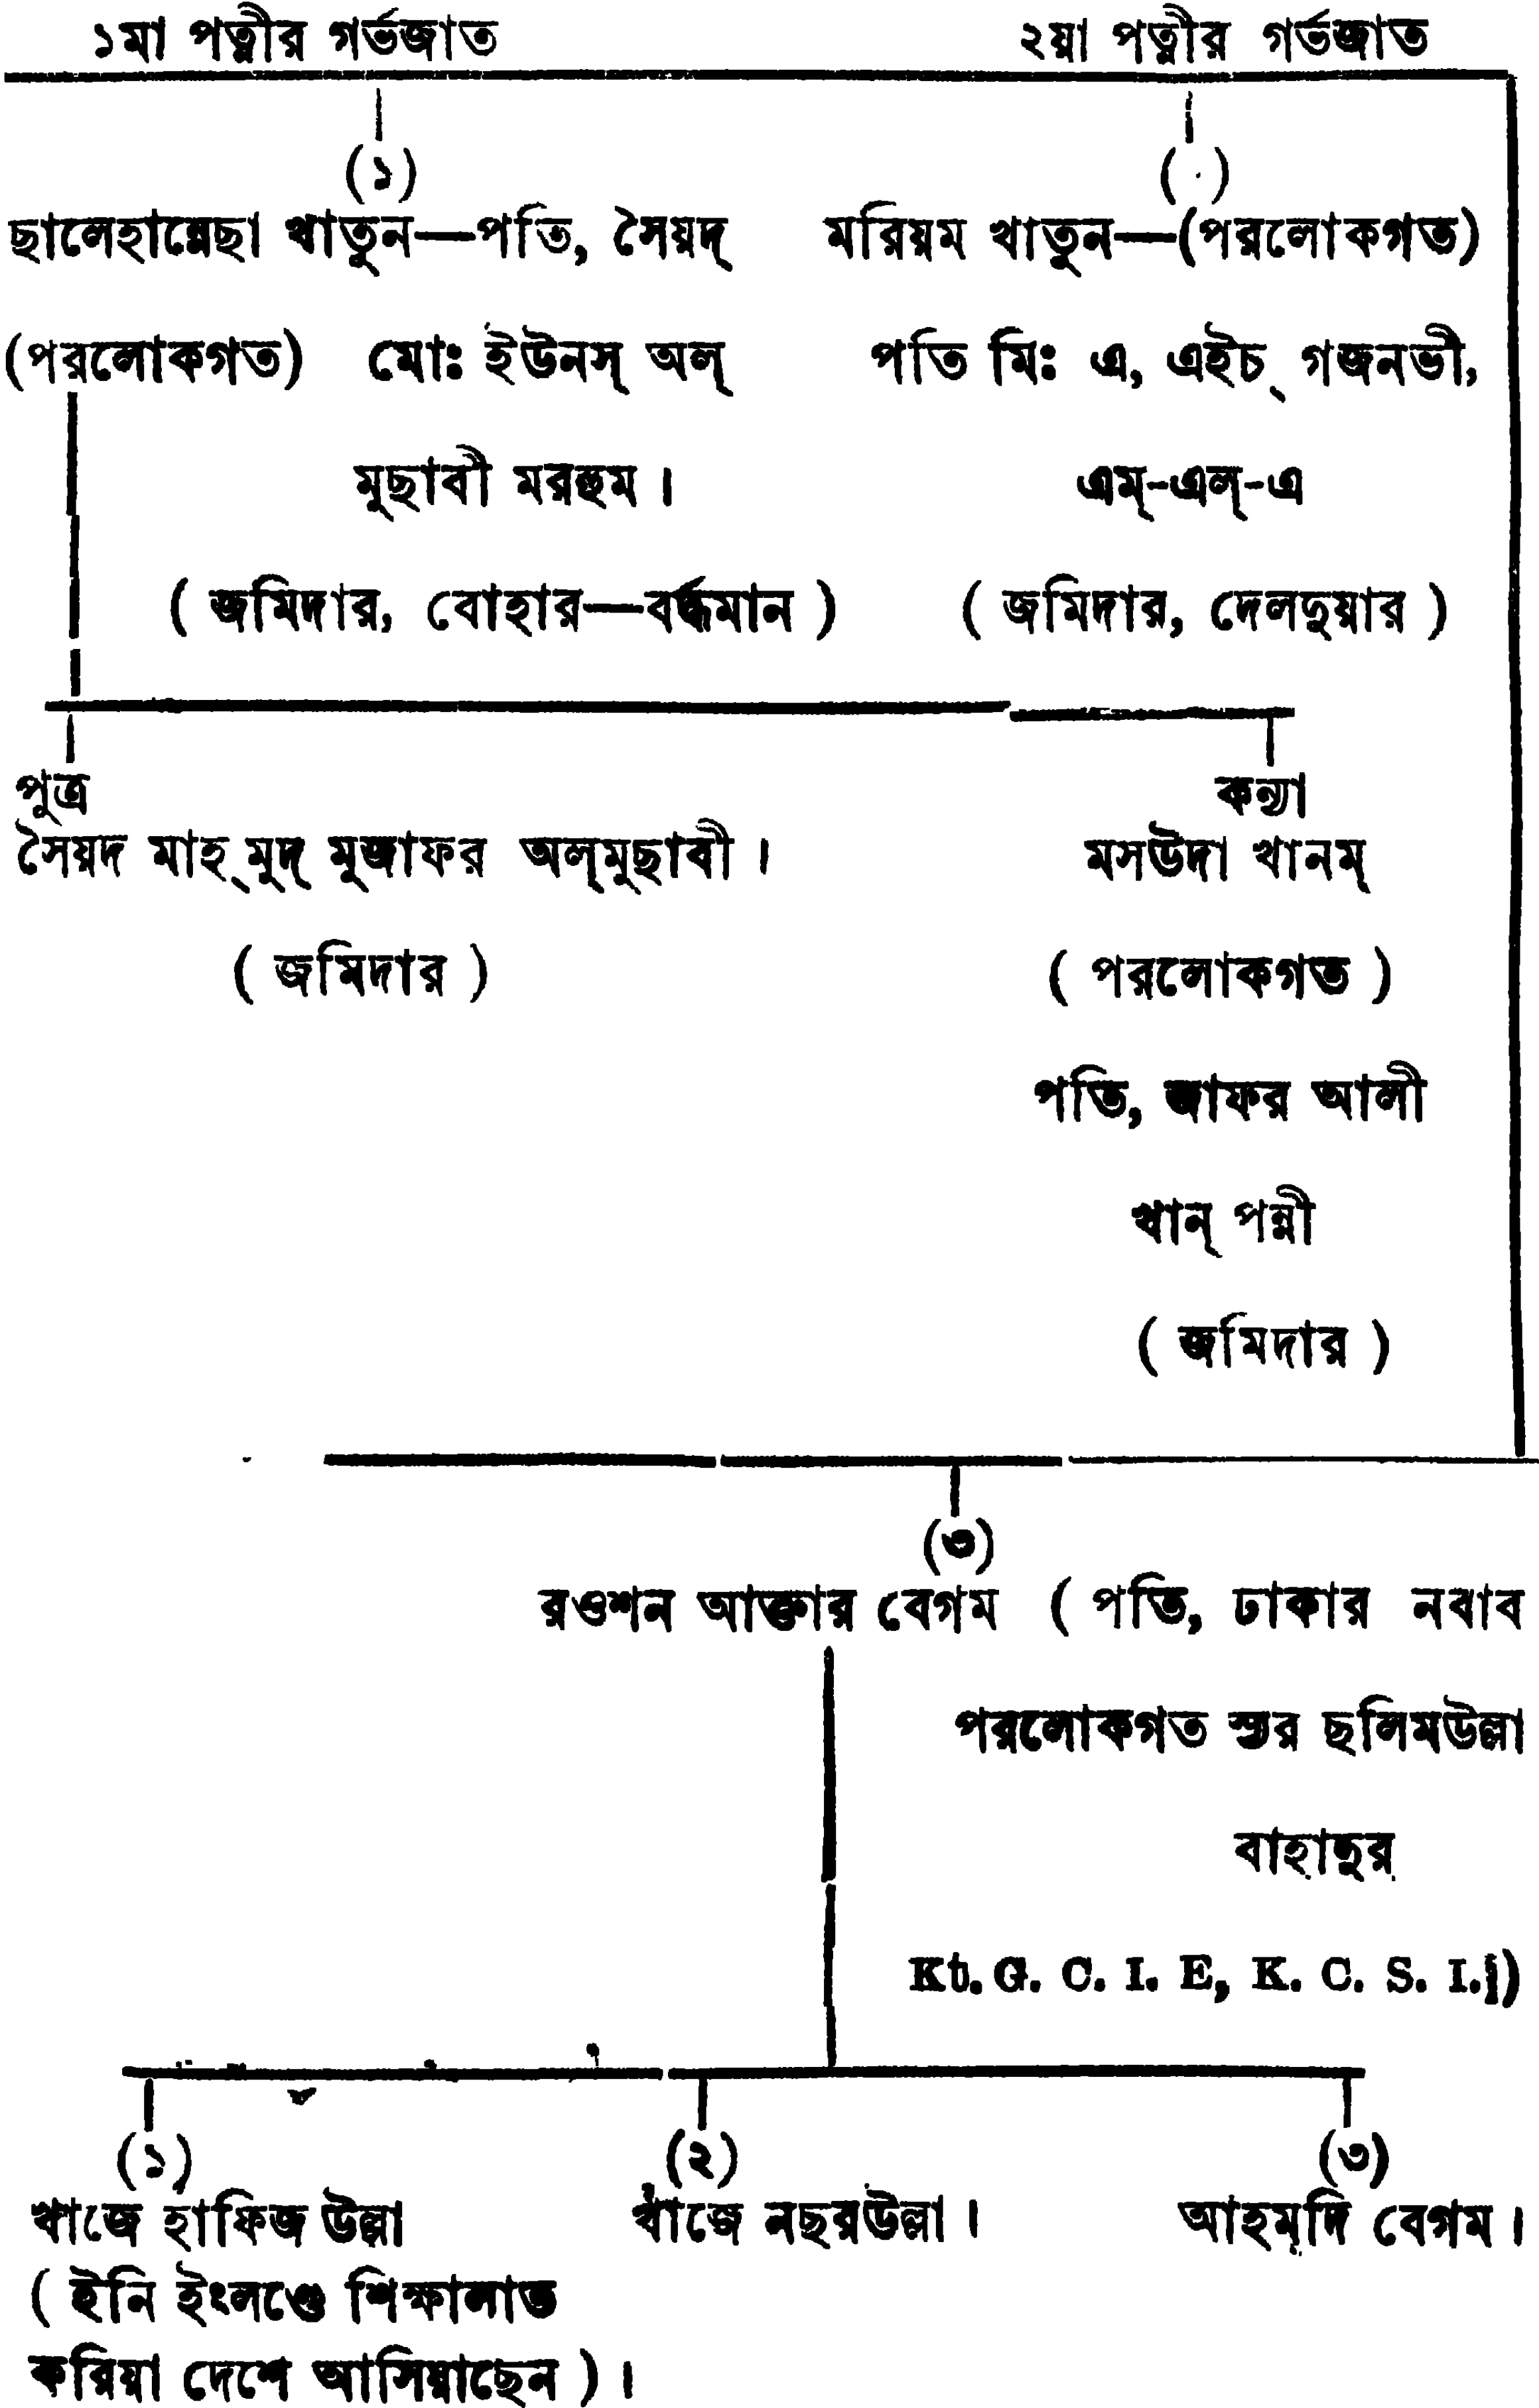 ১মা পত্নীর গর্ভজাত ২য়া পত্নীর গর্ভজাত
(১)
ছালেহান্নেছা খাতুন—পতি, সৈয়দ্ মরিয়ম খাতুন—(পরলোকগত)
(পরলোকগত) মোঃ ইউনস্ অল্ পতি মিঃ এ, এইচ্ গজনভী,
মুছাবী মরহুম। এম্-এল্-এ
( জমিদার, বোহার—বর্দ্ধমান ) ( জমিদার, দেলদুয়ার )
পুত্র কন্যা
সৈয়দ মাহ্মুদ্ মুজাফর অল্মুছাবী। মসঊদা খানম্
( জমিদার ) ( পরলোকগত )
পতি, জাফর আলী
খান্ পন্নী
( জমিদার )
(৩)
রওশন আক্তার বেগম ( পতি, ঢাকার নবাব
পরলোকগত স্যর ছলিমউল্লা
বাহাদুর
Kt. G. C. I. E, K. C. S. I.)
(১) (২) (৩)
খাজে হাফিজ উল্লা খাজে নছরউল্লা। আহম্দি বেগম।
( ইনি ইংলণ্ডে শিক্ষালাভ
করিয়া দেশে আসিয়াছেন )।